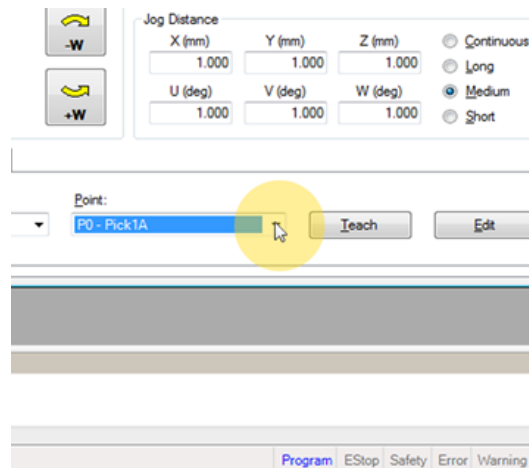 -W
+W
Jog Distance
X (mm) Y (mm) Z (mm)
1.000 1.000 1.000
U (deg) V (deg) W (deg)
1.000 1.000 1.000
Continuous
Long
Medium
Short
Point:
P0 - Pick1A
Teach
Edit
Program EStop Safety Error Warning